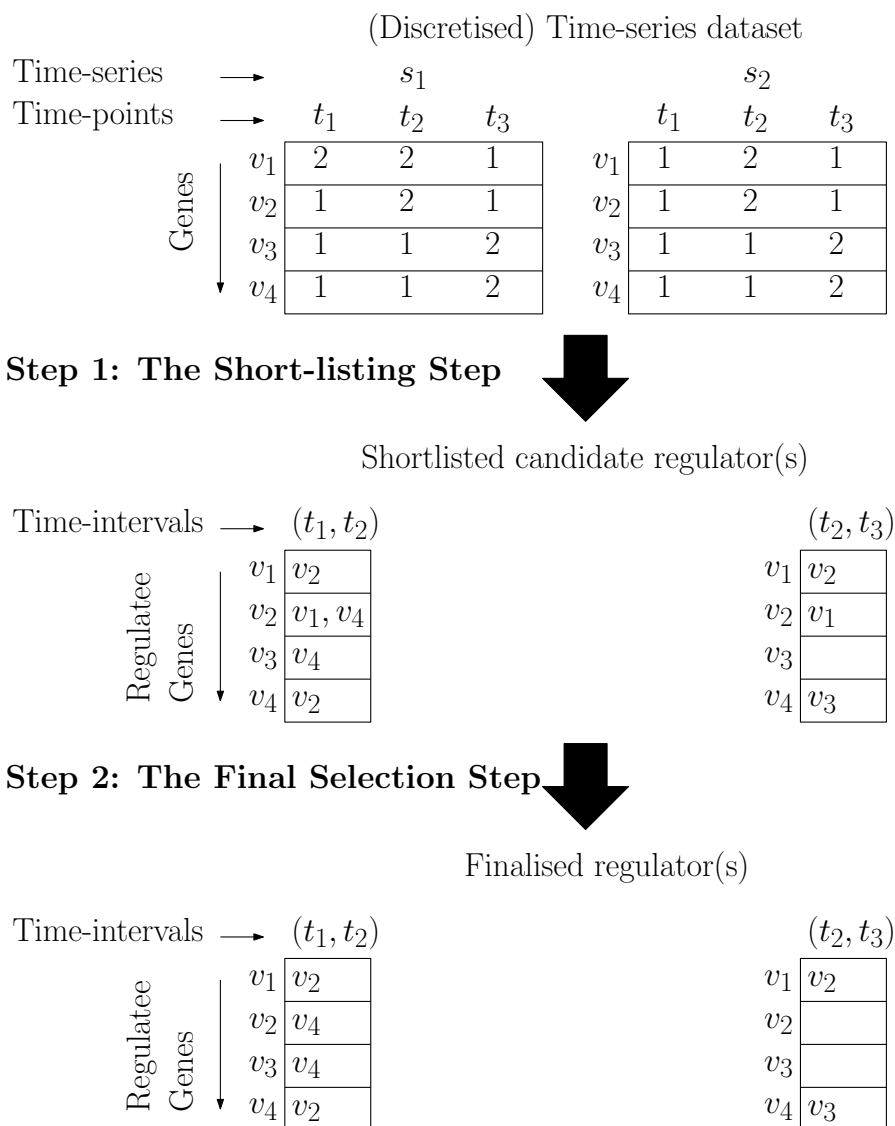 (Discretised) Time-series dataset
Time-series s1 s2
Time-points t1 t2 t3 t1 t2 t3
Genes
v1 2 2 1 v1 1 2 1
v2 1 2 1 v2 1 2 1
v3 1 1 2 v3 1 1 2
v4 1 1 2 v4 1 1 2
Step 1: The Short-listing Step
Shortlisted candidate regulator(s)
Time-intervals (t1, t2) (t2, t3)
Regulatee
Genes
v1 v2 v1 v2
v2 v1, v4 v2 v1
v3 v4 v3
v4 v2 v4 v3
Step 2: The Final Selection Step
Finalised regulator(s)
Time-intervals (t1, t2) (t2, t3)
Regulatee
Genes
v1 v2 v1 v2
v2 v4 v2
v3 v4 v3
v4 v2 v4 v3